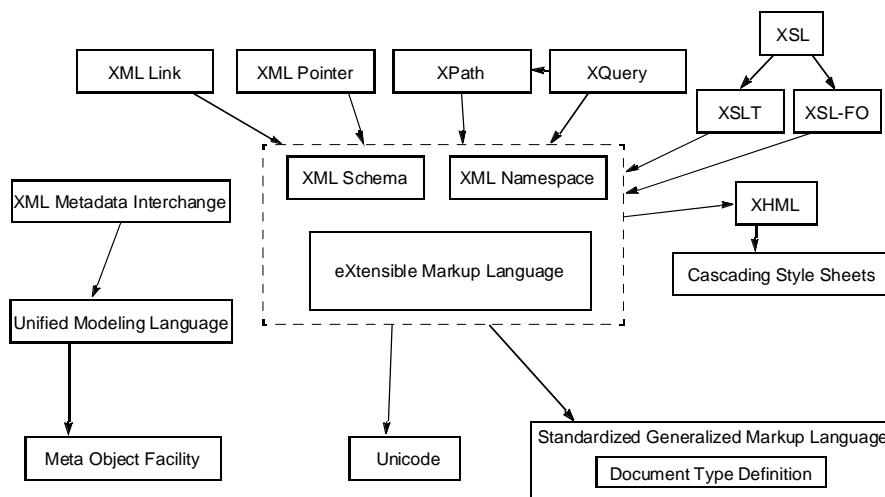 XSL
XML Link
XML Pointer
XPath
XQuery
XSLT
XSL-FO
XML Schema
XML Namespace
XML Metadata Interchange
XHML
eXtensible Markup Language
Cascading Style Sheets
Unified Modeling Language
Standardized Generalized Markup Language
Meta Object Facility
Unicode
Document Type Definition